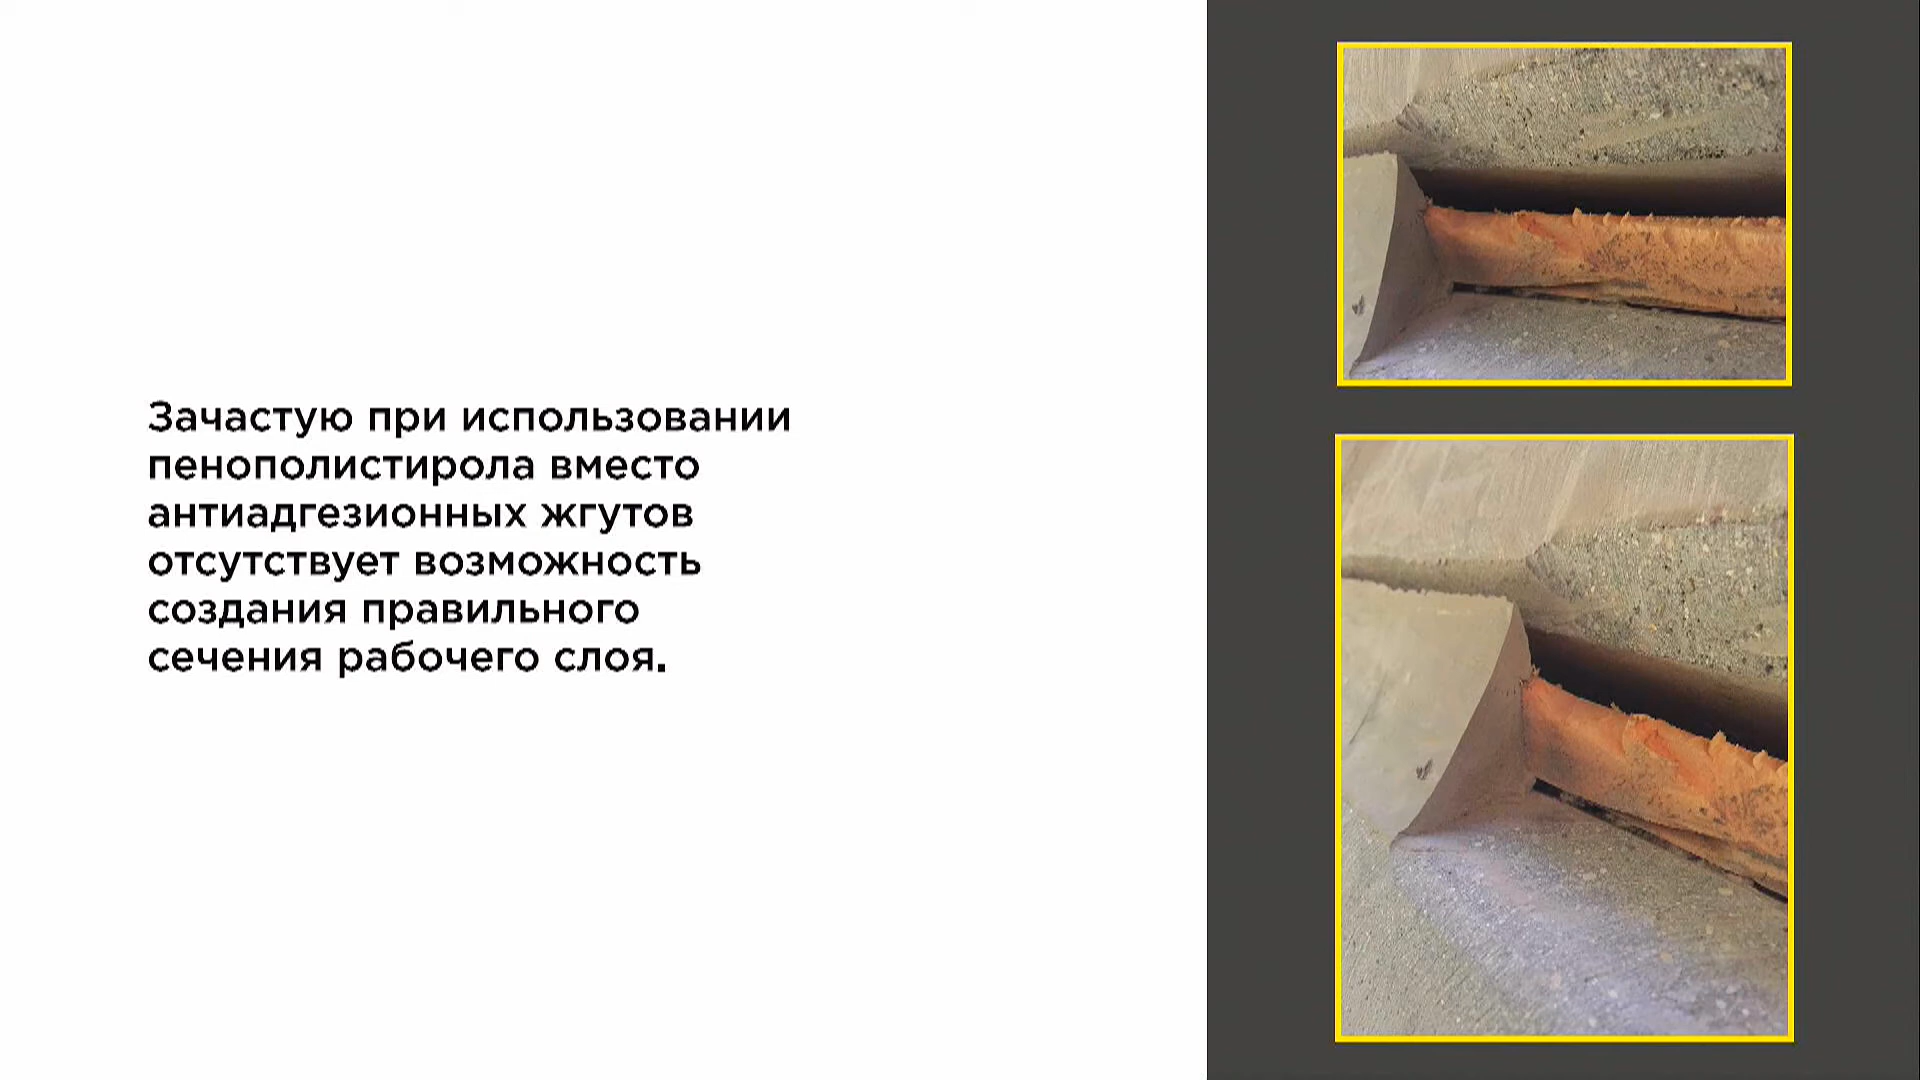 Зачастую при использовании
пенополистирола вместо
антиадгезионных жгутов
отсутствует возможность
создания правильного
сечения рабочего слоя.